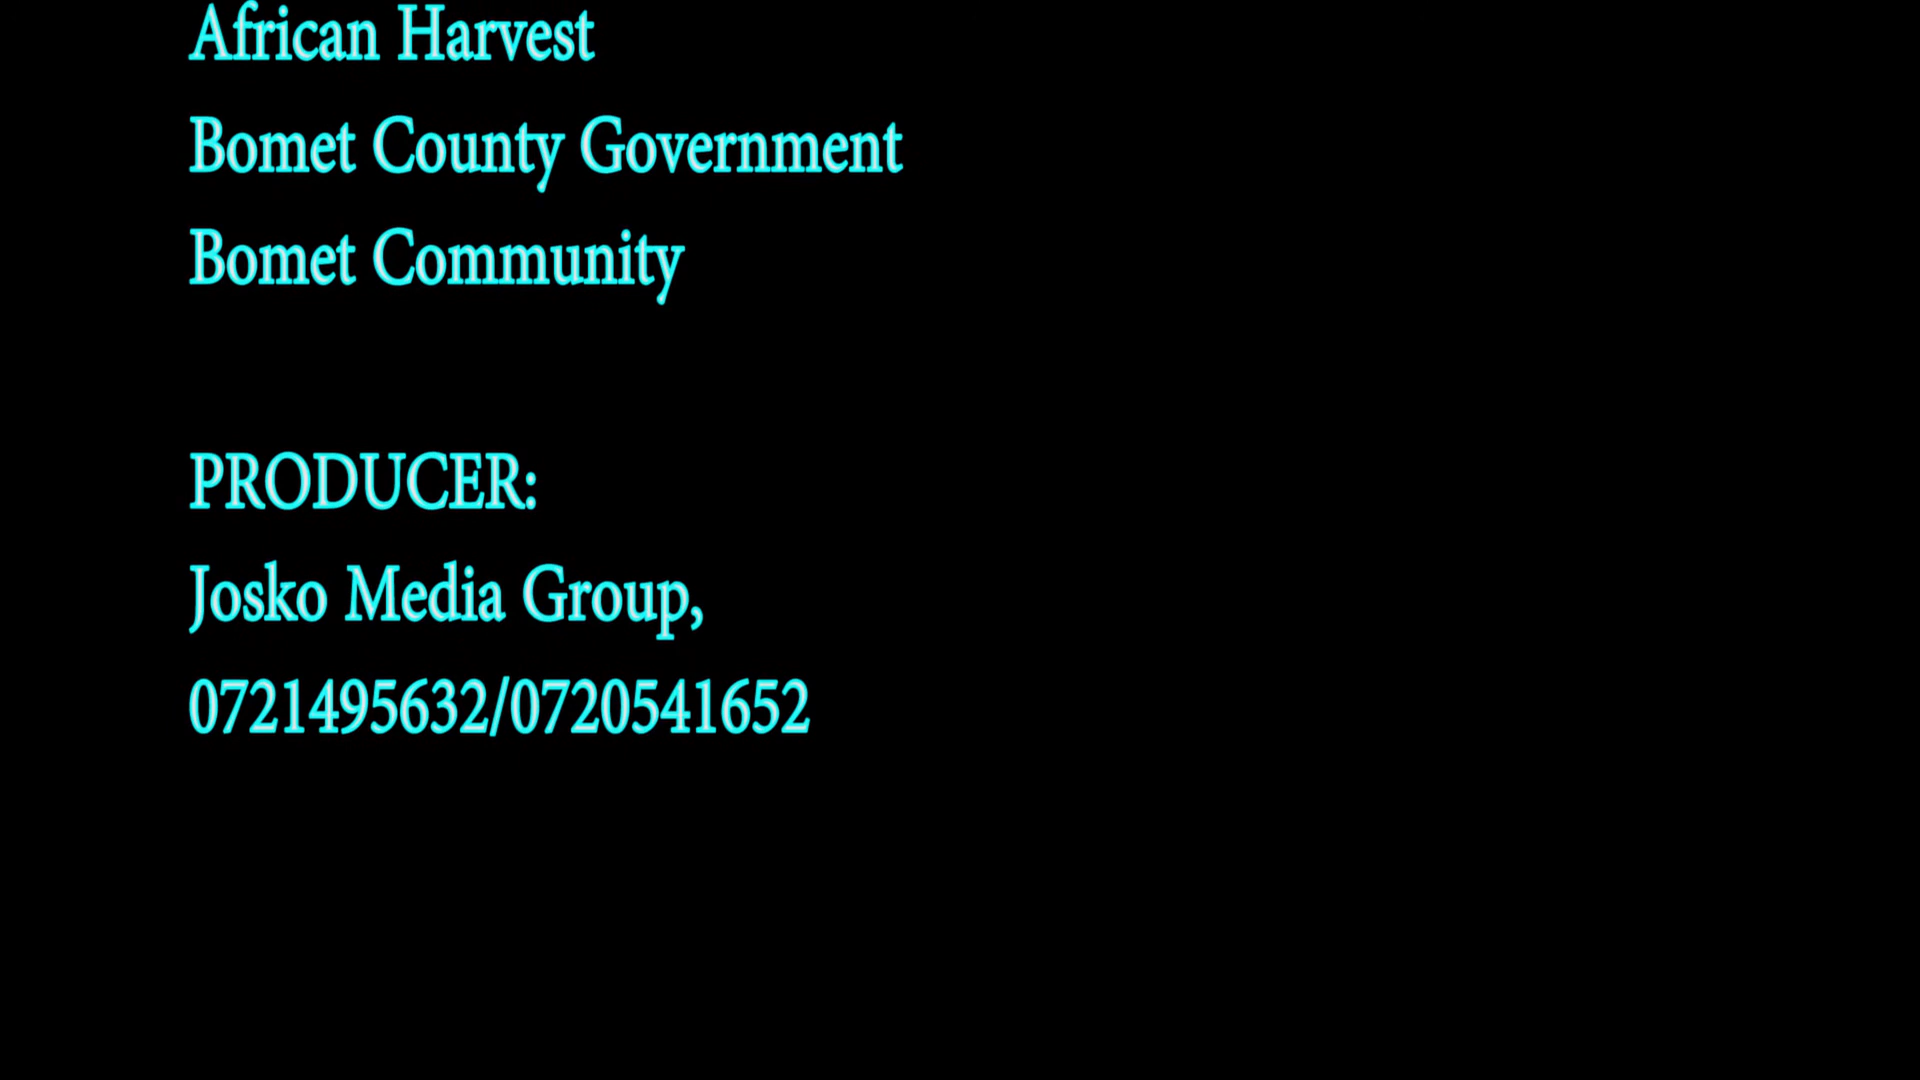 African Harvest
Bomet County Government
Bomet Community
PRODUCER:
Josko Media Group,
0721495632/0720541652